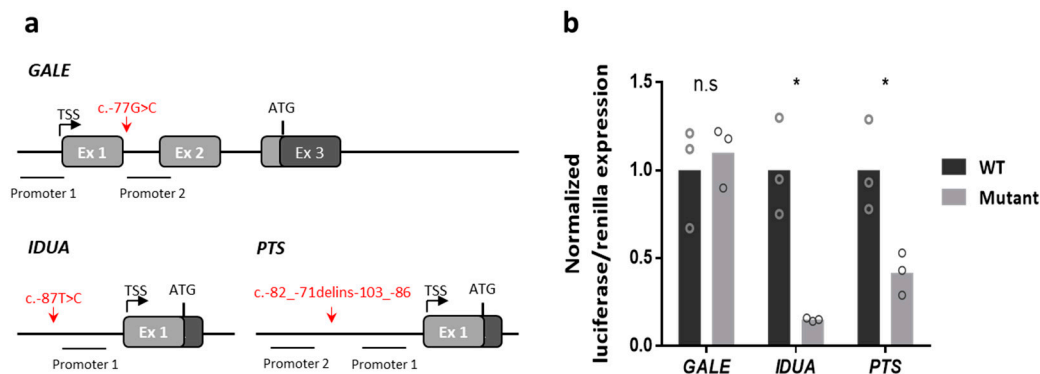 a
GALE
TSS
c.-77G>C
ATG
Ex 1
Ex 2
Ex 3
Promoter 1
Promoter 2
IDUA
c.-87T>C
TSS
ATG
Ex 1
Promoter 1
PTS
c.-82_-71delins-103_-86
TSS
ATG
Ex 1
Promoter 2
Promoter 1
b
Normalized
luciferase/renilla expression
1.5
1.0
0.5
0.0
n.s
*
*
GALE
IDUA
PTS
WT
Mutant